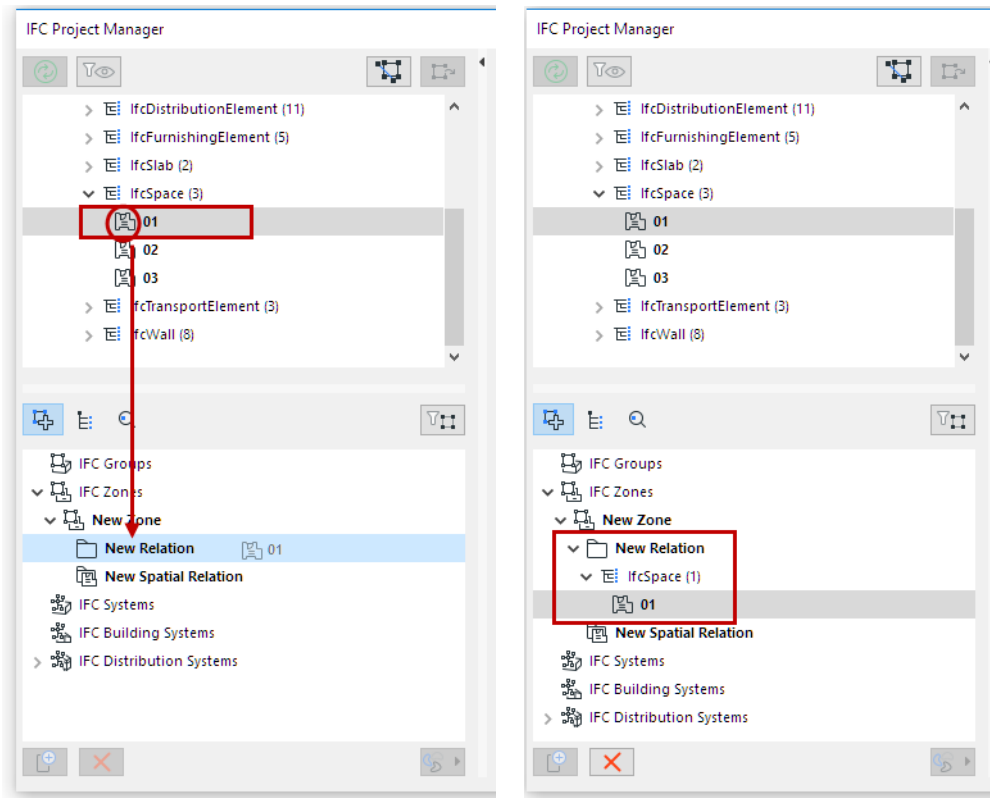 IFC Project Manager
IfcDistributionElement (11)
IfcFurnishingElement (5)
IfcSlab (2)
IfcSpace (3)
01
02
03
IfcTransportElement (3)
IfcWall (8)
IFC Groups
IFC Zones
New Zone
New Relation 01
New Spatial Relation
IFC Systems
IFC Building Systems
IFC Distribution Systems
IFC Project Manager
IfcDistributionElement (11)
IfcFurnishingElement (5)
IfcSlab (2)
IfcSpace (3)
01
02
03
IfcTransportElement (3)
IfcWall (8)
IFC Groups
IFC Zones
New Zone
New Relation
IfcSpace (1)
01
New Spatial Relation
IFC Systems
IFC Building Systems
IFC Distribution Systems